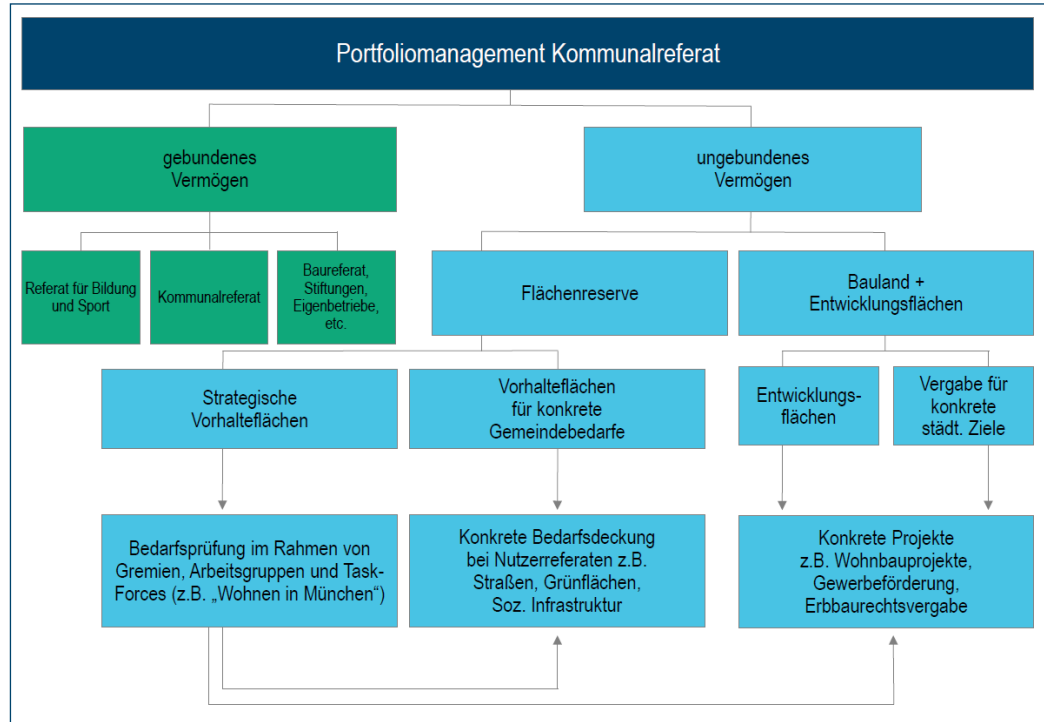 Portfoliomanagement Kommunalreferat
gebundenes
Vermögen
ungebundenes
Vermögen
Referat für Bildung
und Sport
Kommunalreferat
Baureferat,
Stiftungen,
Eigenbetriebe,
etc.
Flächenreserve
Bauland +
Entwicklungsflächen
Strategische
Vorhalteflächen
Vorhalteflächen
für konkrete
Gemeindebedarfe
Entwicklungs-
flächen
Vergabe für
konkrete
städt. Ziele
Bedarfsprüfung im Rahmen von
Gremien, Arbeitsgruppen und Task-
Forces (z.B. „Wohnen in München“)
Konkrete Bedarfsdeckung
bei Nutzerreferaten z.B.
Straßen, Grünflächen,
Soz. Infrastruktur
Konkrete Projekte
z.B. Wohnbauprojekte,
Gewerbeförderung,
Erbbaurechtsvergabe